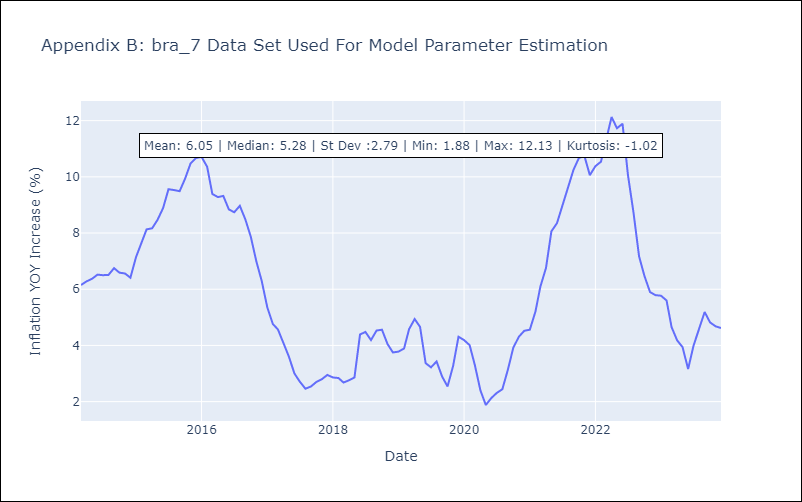 Appendix B: bra_7 Data Set Used For Model Parameter Estimation
Mean: 6.05 | Median: 5.28 | St Dev :2.79 | Min: 1.88 | Max: 12.13 | Kurtosis: -1.02
Inflation YOY Increase (%)
12
10
8
6
4
2
2016
2018
2020
2022
Date